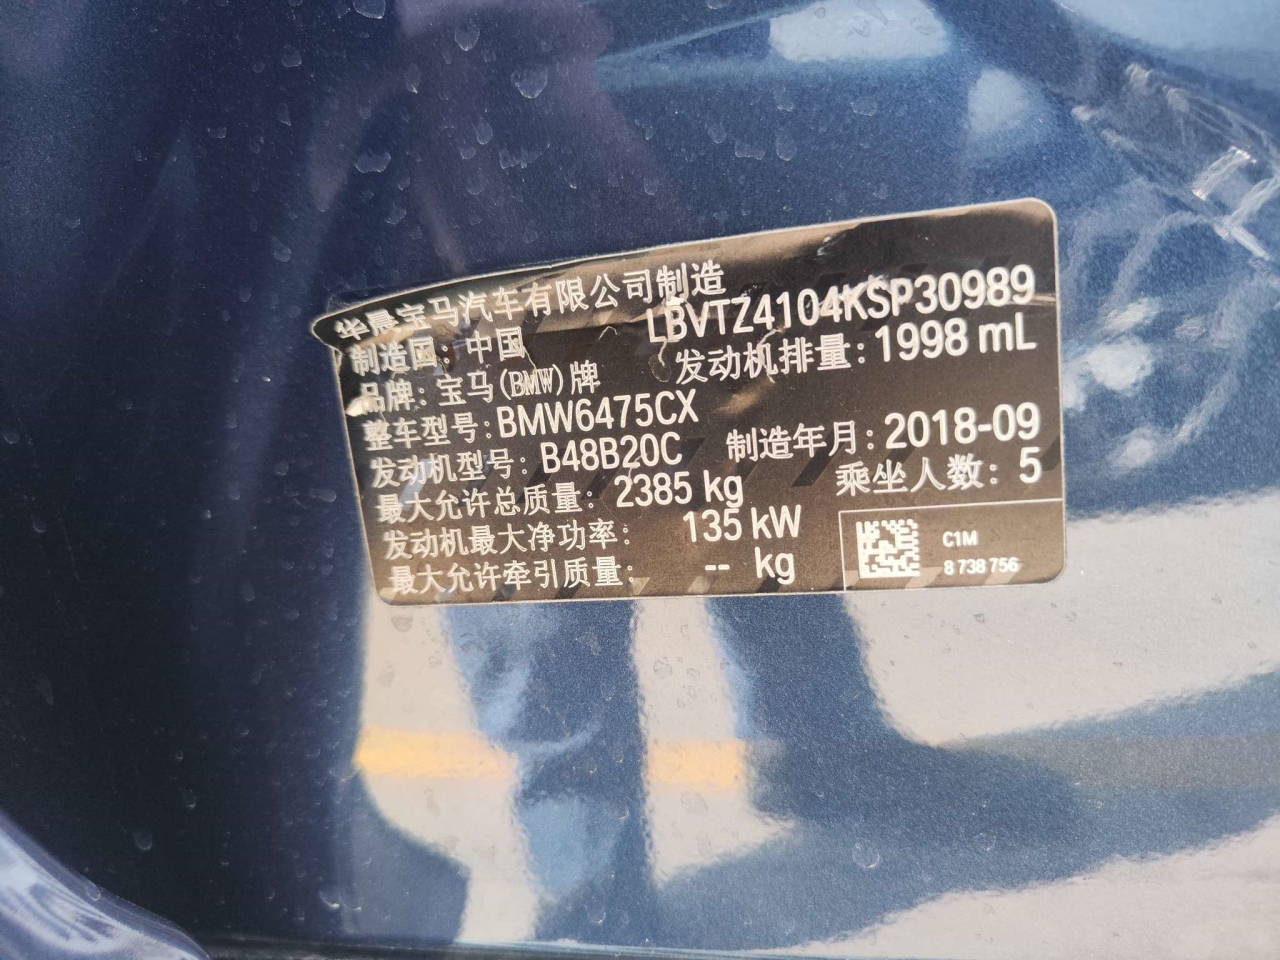 华晨宝马汽车有限公司制造
制造国：中国 LBVTZ4104KSP30989
品牌：宝马(BMW)牌 发动机排量：1998 mL
整车型号：BMW6475CX
发动机型号：B48B20C 制造年月：2018-09
最大允许总质量：2385 kg 乘坐人数：5
发动机最大净功率： 135 kW
最大允许牵引质量： -- kg
C1M
8 738 756